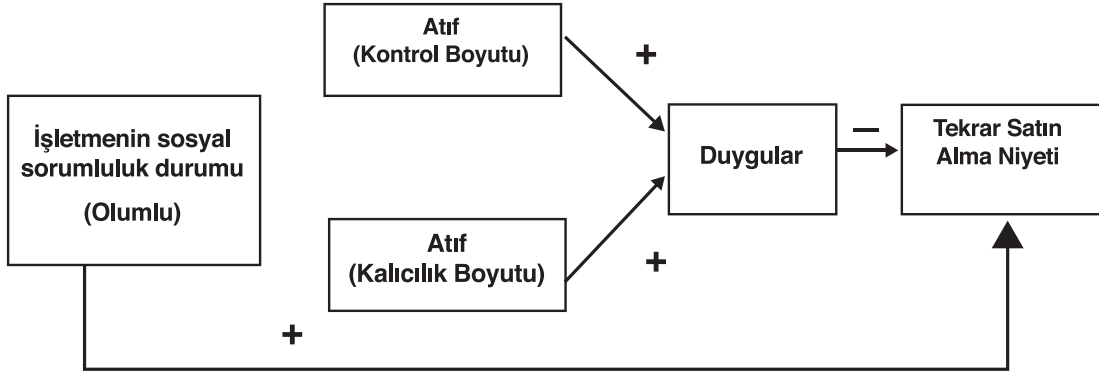 Atıf
(Kontrol Boyutu)
+
İşletmenin sosyal
sorumluluk durumu
(Olumlu)
Duygular
–
Tekrar Satın
Alma Niyeti
Atıf
(Kalıcılık Boyutu)
+
+